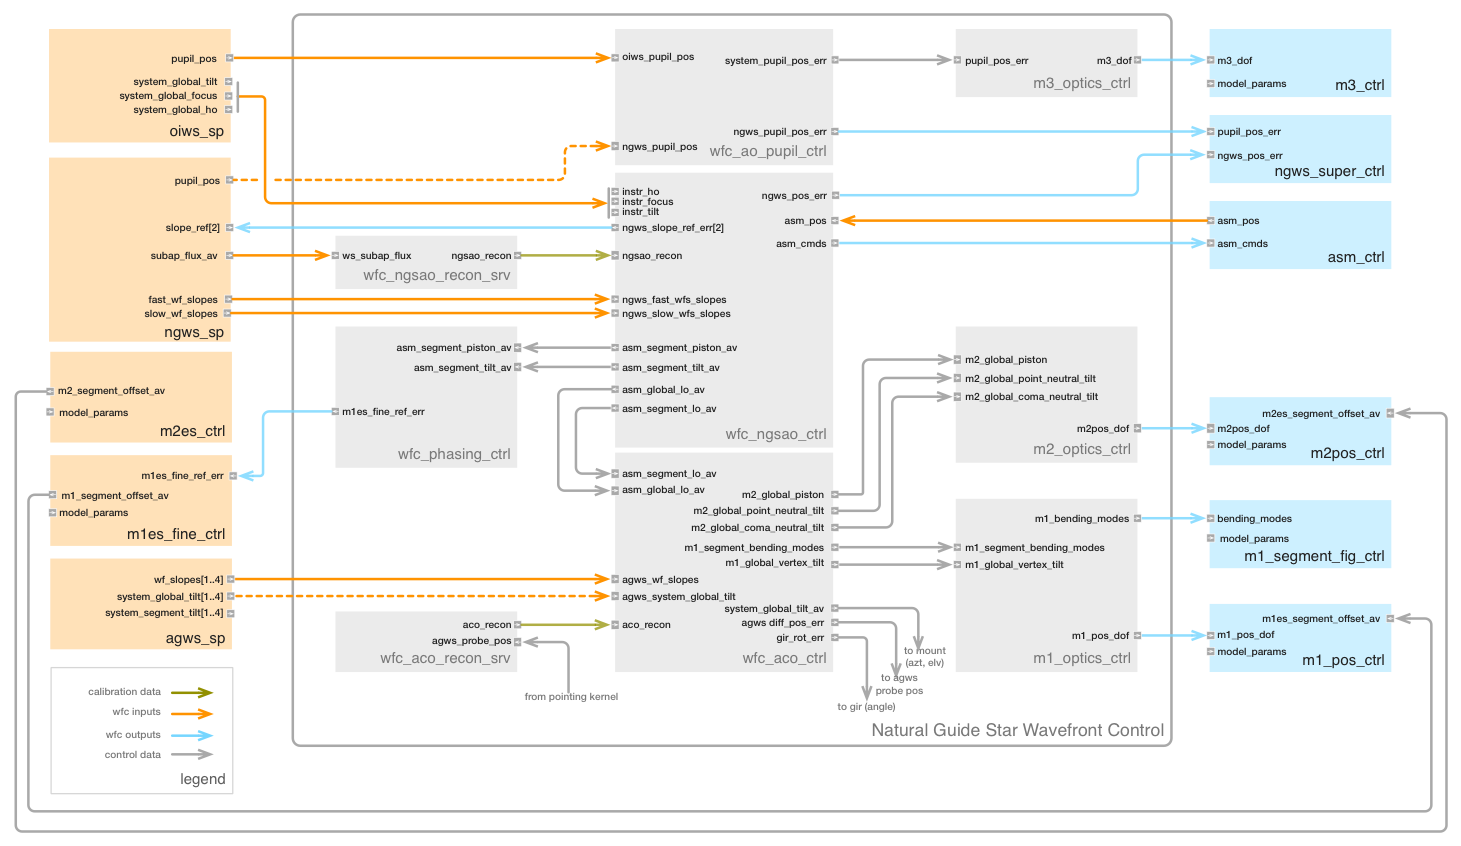 pupil_pos
system_global_tilt
system_global_focus
system_global_ho
oiws_sp
pupil_pos
slope_ref[2]
subap_flux_av
fast_wf_slopes
slow_wf_slopes
ngws_sp
m2_segment_offset_av
model_params
m2es_ctrl
m1es_fine_ref_err
m1_segment_offset_av
model_params
m1es_fine_ctrl
wf_slopes[1..4]
system_global_tilt[1..4]
system_segment_tilt[1..4]
agws_sp
calibration data
wfc inputs
wfc outputs
control data
legend
ws_subap_flux
ngsao_recon
wfc_ngsao_recon_srv
asm_segment_piston_av
asm_segment_tilt_av
m1es_fine_ref_err
wfc_phasing_ctrl
aco_recon
agws_probe_pos
wfc_aco_recon_srv
from pointing kernel
oiws_pupil_pos
system_pupil_pos_err
ngws_pupil_pos_err
ngws_pupil_pos
wfc_ao_pupil_ctrl
instr_ho
instr_focus
instr_tilt
ngws_pos_err
asm_pos
ngws_slope_ref_err[2]
asm_cmds
ngsao_recon
ngws_fast_wfs_slopes
ngws_slow_wfs_slopes
asm_segment_piston_av
asm_segment_tilt_av
asm_global_lo_av
asm_segment_lo_av
wfc_ngsao_ctrl
asm_segment_lo_av
asm_global_lo_av
m2_global_piston
m2_global_point_neutral_tilt
m2_global_coma_neutral_tilt
m1_segment_bending_modes
m1_global_vertex_tilt
agws_wf_slopes
agws_system_global_tilt
system_global_tilt_av
agws diff_pos_err
aco_recon
gir_rot_err
wfc_aco_ctrl
to mount
(azt, elv)
to agws
probe pos
to gir (angle)
pupil_pos_err
m3_dof
m3_optics_ctrl
m2_global_piston
m2_global_point_neutral_tilt
m2_global_coma_neutral_tilt
m2pos_dof
m2_optics_ctrl
m1_bending_modes
m1_segment_bending_modes
m1_global_vertex_tilt
m1_pos_dof
m1_optics_ctrl
Natural Guide Star Wavefront Control
m3_dof
model_params
m3_ctrl
pupil_pos_err
ngws_pos_err
ngws_super_ctrl
asm_pos
asm_cmds
asm_ctrl
m2es_segment_offset_av
m2pos_dof
model_params
m2pos_ctrl
bending_modes
model_params
m1_segment_fig_ctrl
m1es_segment_offset_av
m1_pos_dof
model_params
m1_pos_ctrl